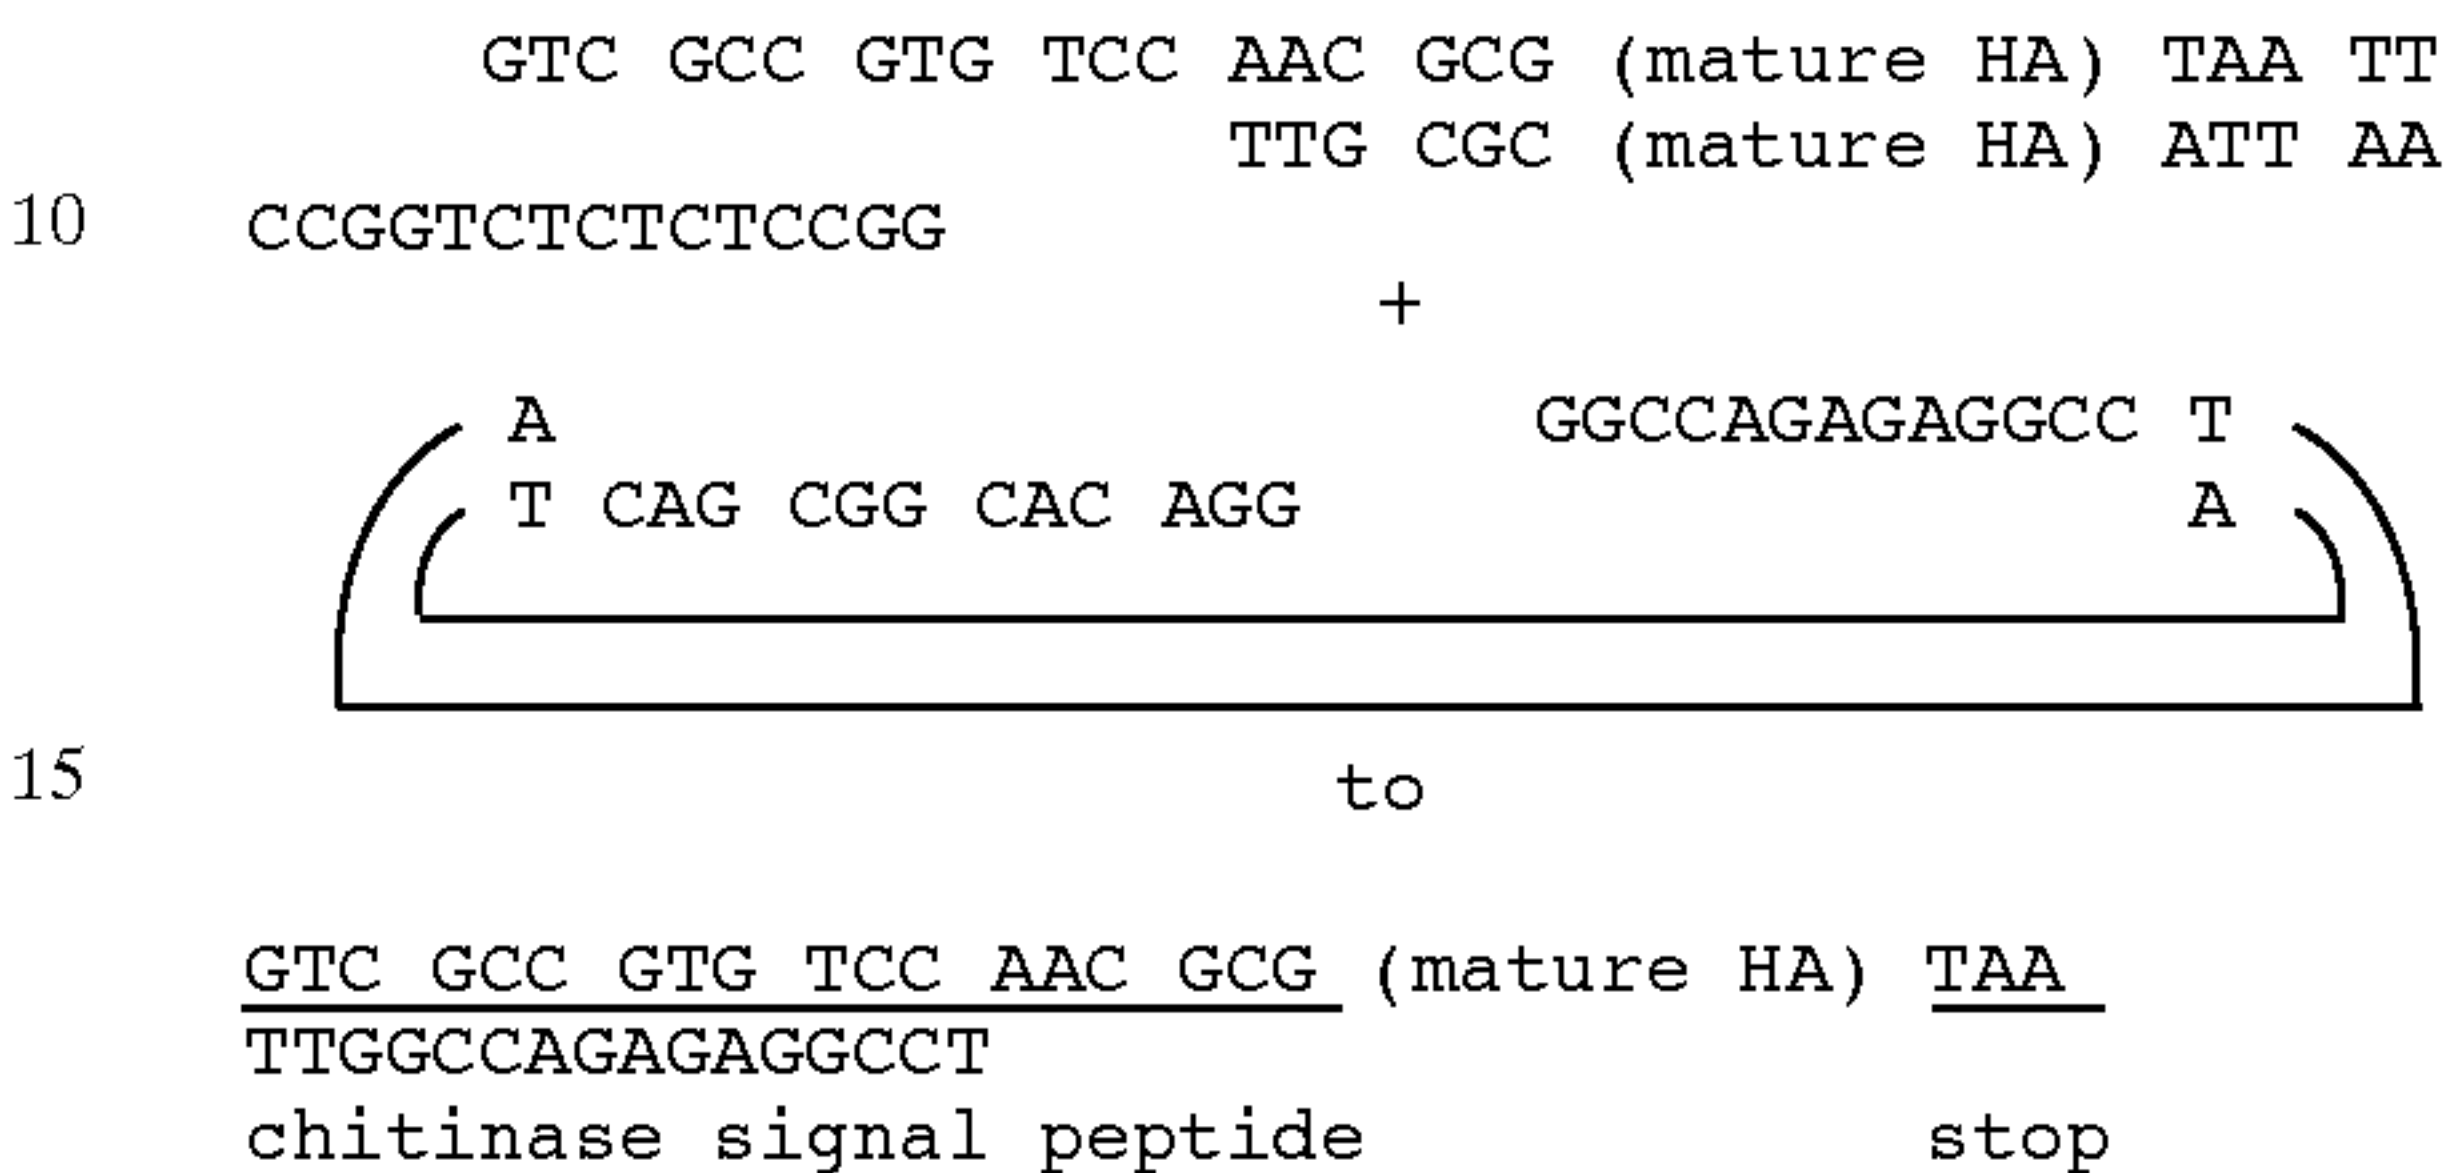 GTC GCC GTG TCC AAC GCG (mature HA) TAA TT
TTG CGC (mature HA) ATT AA
10 CCGGTCTCTCTCCGG
+
A GGCCAGAGAGGCC T
T CAG CGG CAC AGG A
15 to
GTC GCC GTG TCC AAC GCG (mature HA) TAA
TTGGCCAGAGAGGCCT
chitinase signal peptide stop